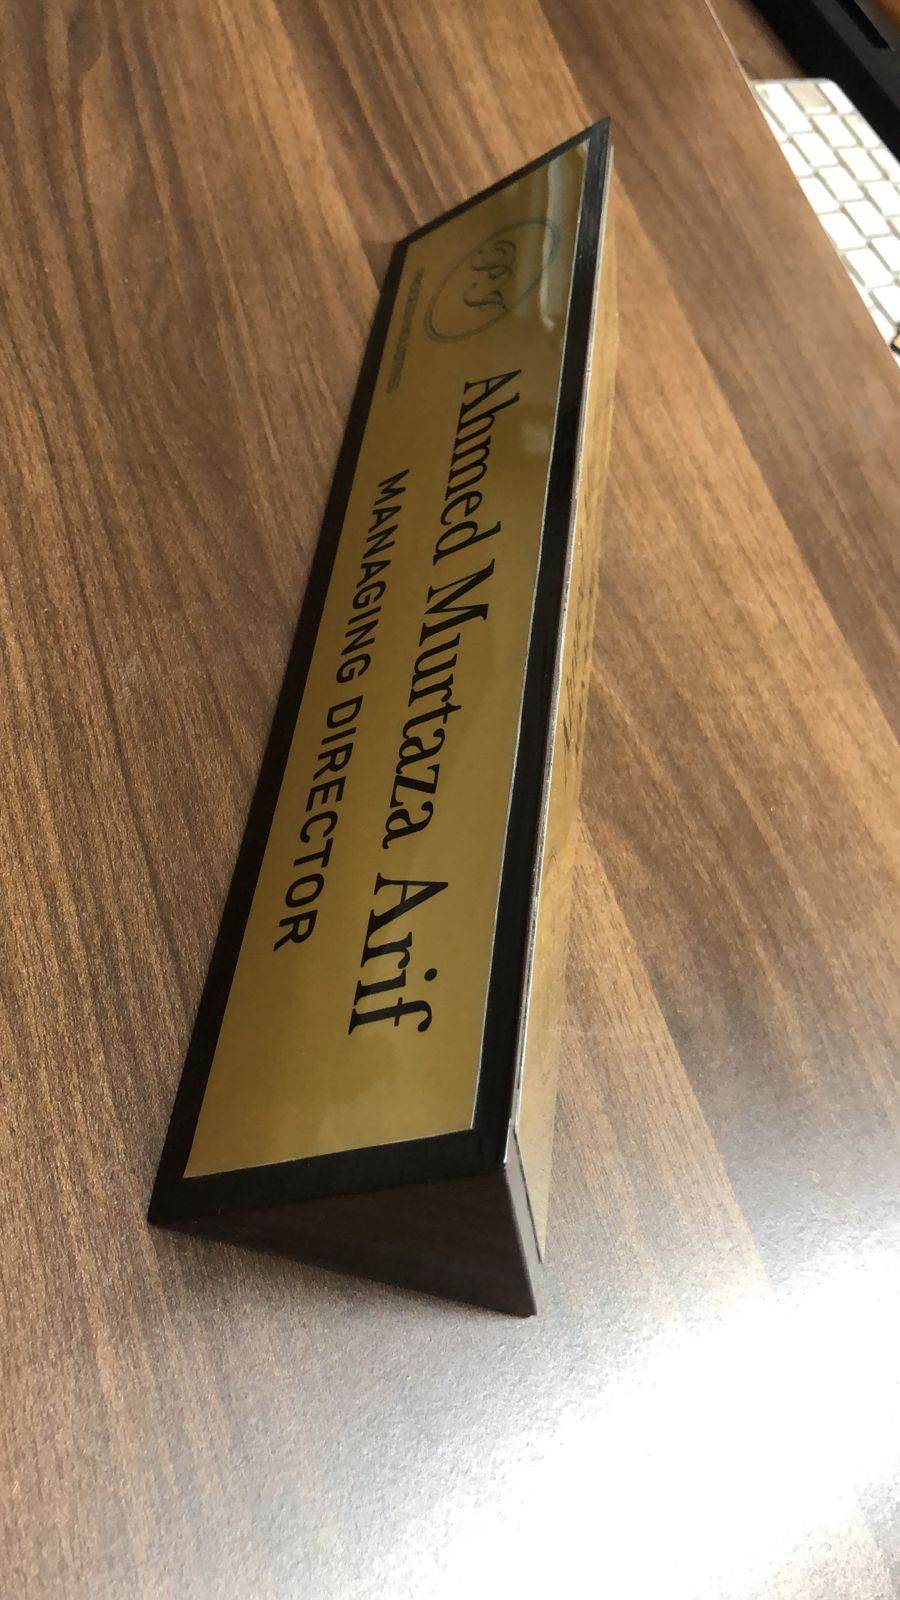 P.I
Ahmed Murtaza Arif
MANAGING DIRECTOR